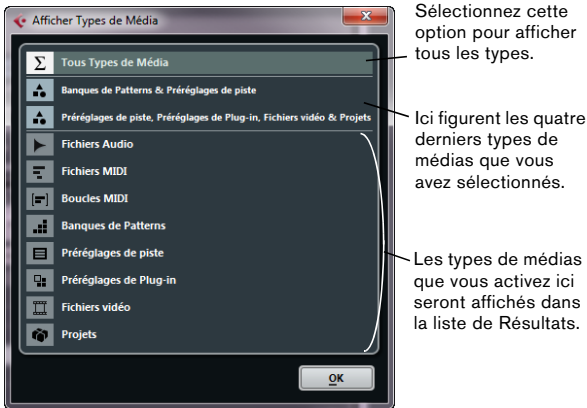 Afficher Types de Média
Tous Types de Média
Banques de Patterns & Préréglages de piste
Préréglages de piste, Préréglages de Plug-in, Fichiers vidéo & Projets
Fichiers Audio
Fichiers MIDI
Boucles MIDI
Banques de Patterns
Préréglages de piste
Préréglages de Plug-in
Fichiers vidéo
Projets
OK
Sélectionnez cette
option pour afficher
tous les types.
Ici figurent les quatre
derniers types de
médias que vous
avez sélectionnés.
Les types de médias
que vous activez ici
seront affichés dans
la liste de Résultats.